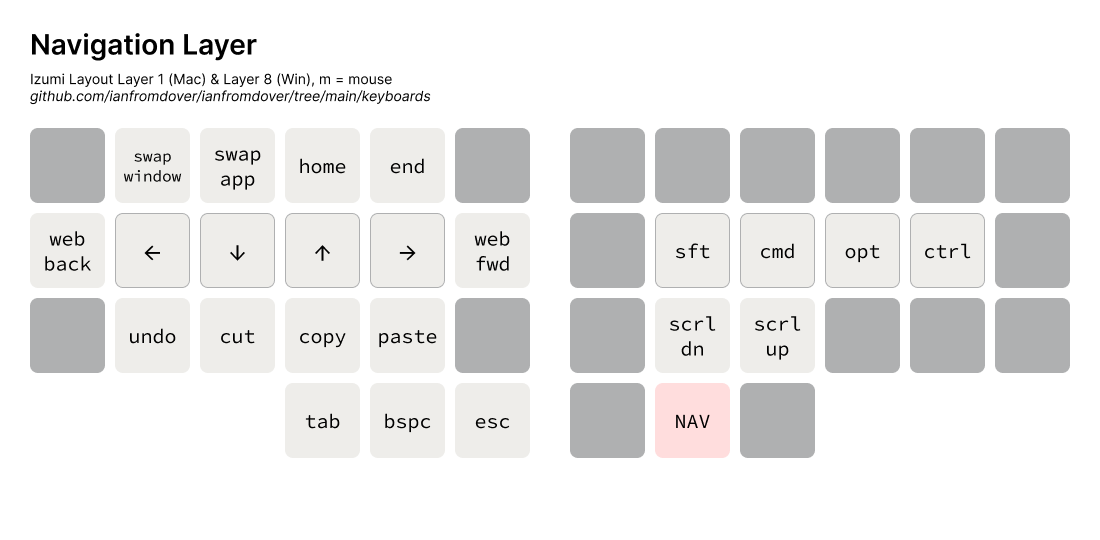 Navigation Layer
Izumi Layout Layer 1 (Mac) & Layer 8 (Win), m = mouse
github.com/ianfromdover/ianfromdover/tree/main/keyboards
swap
window
swap
app
home
end
web
back
←
↓
↑
→
web
fwd
sft
cmd
opt
ctrl
undo
cut
copy
paste
scrl
dn
scrl
up
tab
bspc
esc
NAV